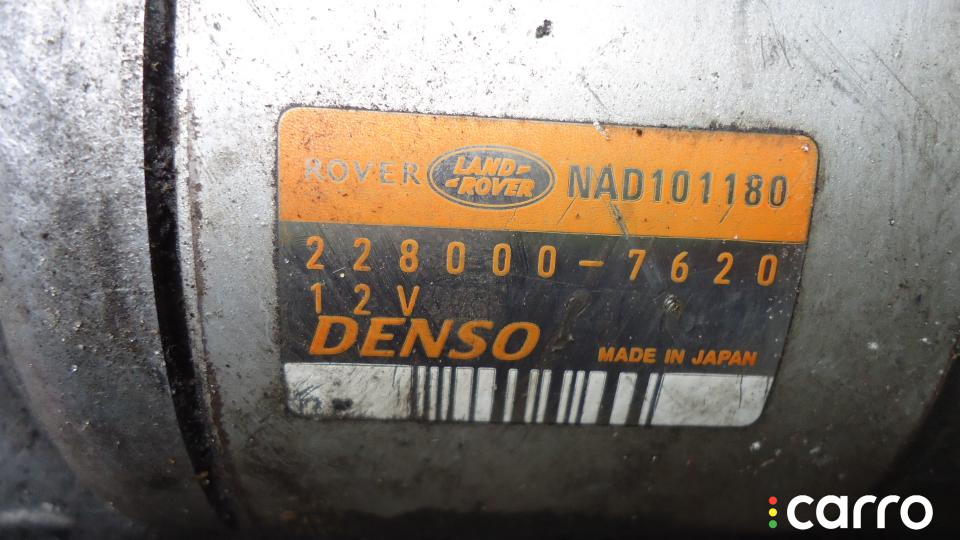 ROVER LAND-ROVER NAD101180
228000-7620
12V
DENSO MADE IN JAPAN
carro